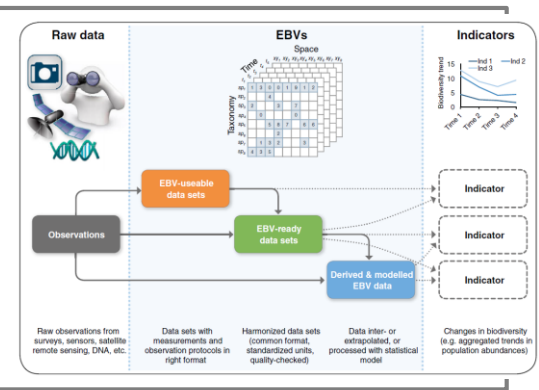 Raw data
EBVs
Indicators
Space
Time
Taxonomy
Biodiversity trend
Ind 1
Ind 2
Ind 3
15
10
5
0
Time 1
Time 2
Time 3
Time 4
EBV-useable
data sets
Indicator
Observations
EBV-ready
data sets
Indicator
Derived & modelled
EBV data
Indicator
Raw observations from
surveys, sensors, satellite
remote sensing, DNA, etc.
Data sets with
measurements and
observation protocols in
right format
Harmonized data sets
(common format,
standardized units,
quality-checked)
Data inter- or
extrapolated, or
processed with statistical
model
Changes in biodiversity
(e.g. aggregated trends in
population abundances)